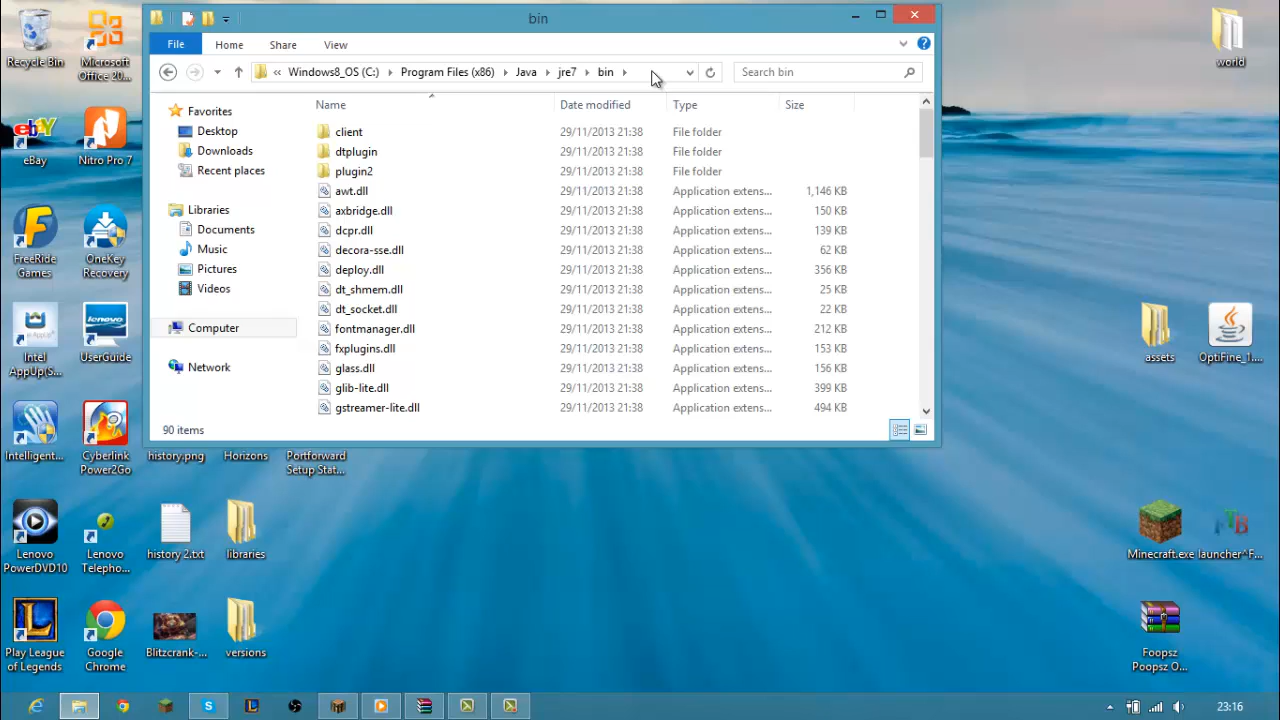 bin
File Home Share View
Windows8_OS (C:) Program Files (x86) Java jre7 bin
Search bin
Name Date modified Type Size
client 29/11/2013 21:38 File folder
dtplugin 29/11/2013 21:38 File folder
plugin2 29/11/2013 21:38 File folder
awt.dll 29/11/2013 21:38 Application extens... 1,146 KB
axbridge.dll 29/11/2013 21:38 Application extens... 150 KB
dcpr.dll 29/11/2013 21:38 Application extens... 139 KB
decora-sse.dll 29/11/2013 21:38 Application extens... 62 KB
deploy.dll 29/11/2013 21:38 Application extens... 356 KB
dt_shmem.dll 29/11/2013 21:38 Application extens... 25 KB
dt_socket.dll 29/11/2013 21:38 Application extens... 22 KB
fontmanager.dll 29/11/2013 21:38 Application extens... 212 KB
fxplugins.dll 29/11/2013 21:38 Application extens... 153 KB
glass.dll 29/11/2013 21:38 Application extens... 156 KB
glib-lite.dll 29/11/2013 21:38 Application extens... 399 KB
gstreamer-lite.dll 29/11/2013 21:38 Application extens... 494 KB
Favorites
Desktop
Downloads
Recent places
Libraries
Documents
Music
Pictures
Videos
Computer
Network
90 items
Recycle Bin
Microsoft
Office 20...
eBay
Nitro Pro 7
FreeRide
Games
OneKey
Recovery
Intel
AppUp(S...
lenovo
UserGuide
Intelligent...
Cyberlink
Power2Go
history.png
Horizons
Portforward
Setup Stat...
Lenovo
PowerDVD10
Lenovo
Telepho...
history 2.txt
libraries
Play League
of Legends
Google
Chrome
Blitzcrank-...
versions
world
assets
OptiFine_1....
Minecraft.exe
launcher^F...
Foopsz
Poopsz O...
23:16